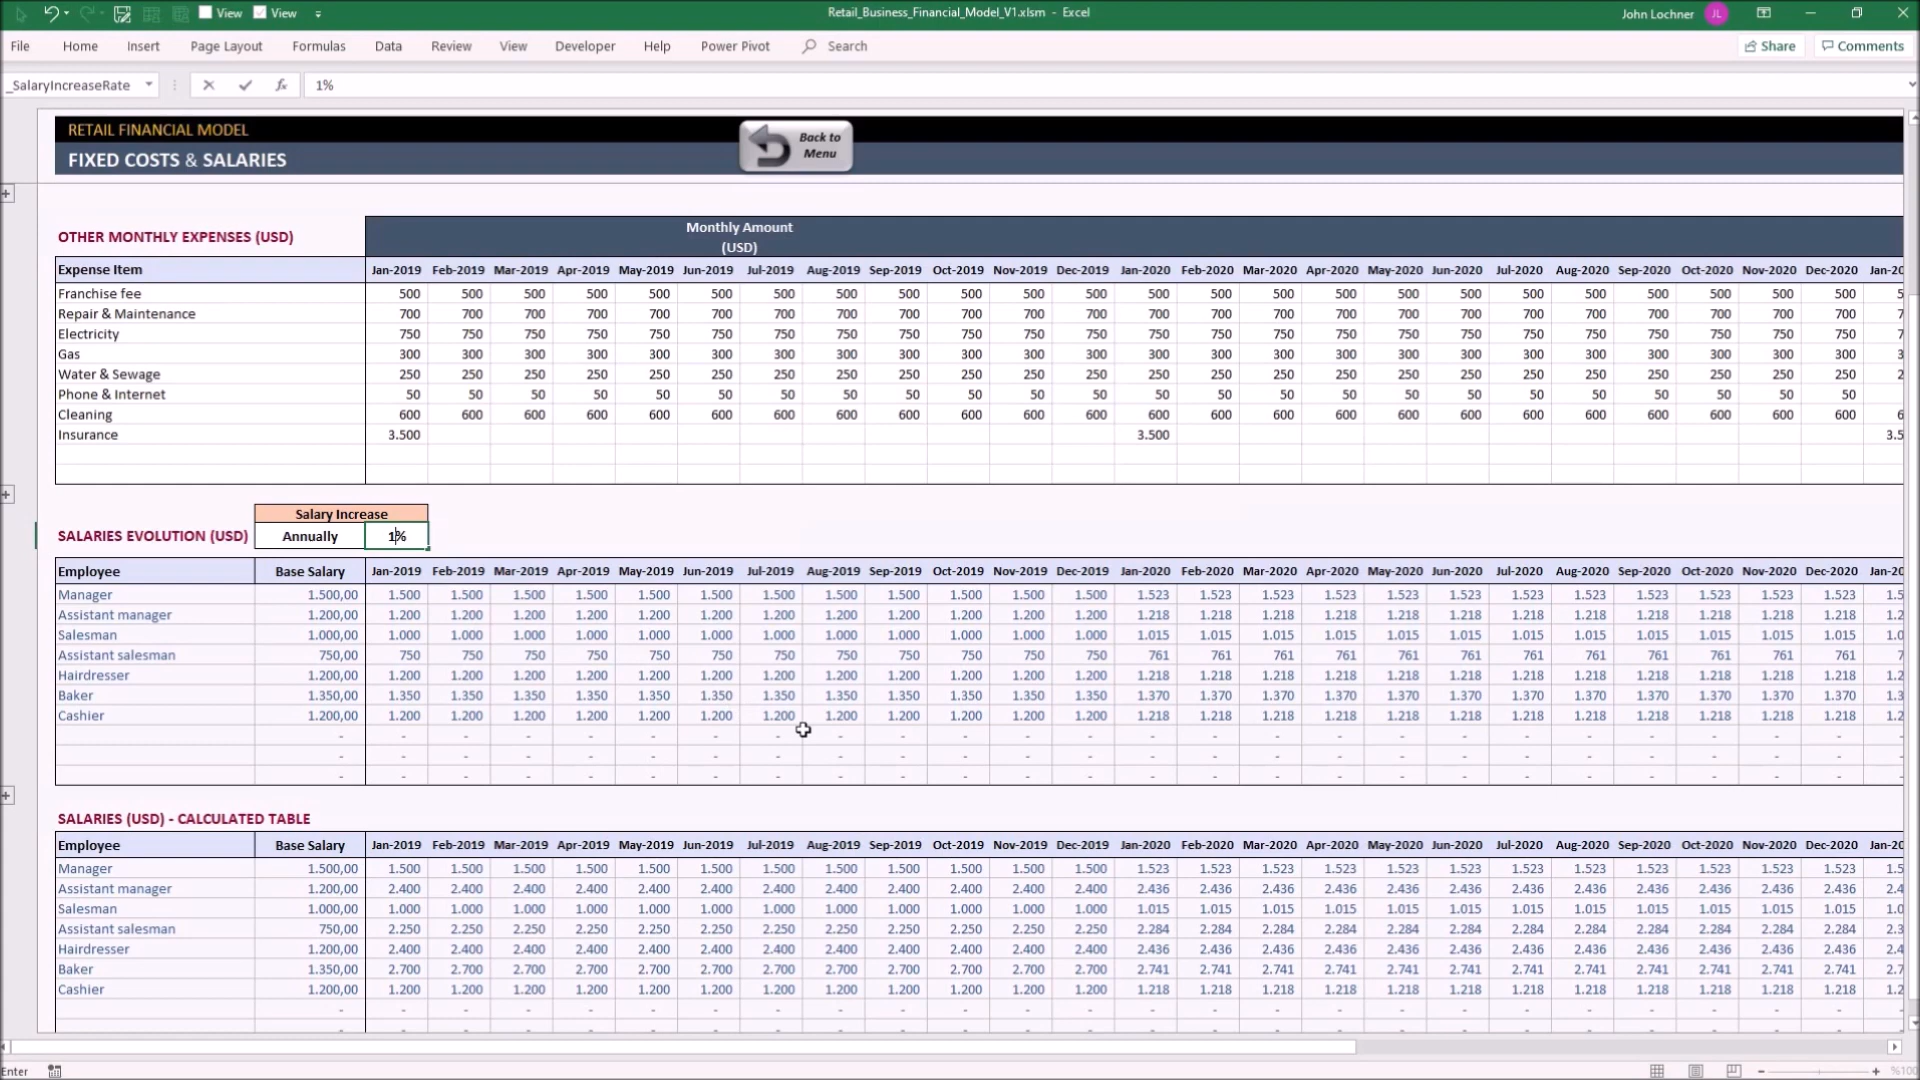 View View
Retail_Business_Financial_Model_V1.xlsm - Excel
John Lochner JL
File Home Insert Page Layout Formulas Data Review View Developer Help Power Pivot Search Share Comments
_SalaryIncreaseRate fx 1%
RETAIL FINANCIAL MODEL
FIXED COSTS & SALARIES
Back to
Menu
OTHER MONTHLY EXPENSES (USD)
Monthly Amount
(USD)
Expense Item Jan-2019 Feb-2019 Mar-2019 Apr-2019 May-2019 Jun-2019 Jul-2019 Aug-2019 Sep-2019 Oct-2019 Nov-2019 Dec-2019 Jan-2020 Feb-2020 Mar-2020 Apr-2020 May-2020 Jun-2020 Jul-2020 Aug-2020 Sep-2020 Oct-2020 Nov-2020 Dec-2020 Jan-20
Franchise fee 500 500 500 500 500 500 500 500 500 500 500 500 500 500 500 500 500 500 500 500 500 500 500 500 5
Repair & Maintenance 700 700 700 700 700 700 700 700 700 700 700 700 700 700 700 700 700 700 700 700 700 700 700 700 7
Electricity 750 750 750 750 750 750 750 750 750 750 750 750 750 750 750 750 750 750 750 750 750 750 750 750 7
Gas 300 300 300 300 300 300 300 300 300 300 300 300 300 300 300 300 300 300 300 300 300 300 300 300 3
Water & Sewage 250 250 250 250 250 250 250 250 250 250 250 250 250 250 250 250 250 250 250 250 250 250 250 250 2
Phone & Internet 50 50 50 50 50 50 50 50 50 50 50 50 50 50 50 50 50 50 50 50 50 50 50 50
Cleaning 600 600 600 600 600 600 600 600 600 600 600 600 600 600 600 600 600 600 600 600 600 600 600 600 6
Insurance 3.500 3.500 3.5
Salary Increase
SALARIES EVOLUTION (USD) Annually 1%
Employee Base Salary Jan-2019 Feb-2019 Mar-2019 Apr-2019 May-2019 Jun-2019 Jul-2019 Aug-2019 Sep-2019 Oct-2019 Nov-2019 Dec-2019 Jan-2020 Feb-2020 Mar-2020 Apr-2020 May-2020 Jun-2020 Jul-2020 Aug-2020 Sep-2020 Oct-2020 Nov-2020 Dec-2020 Jan-20
Manager 1.500,00 1.500 1.500 1.500 1.500 1.500 1.500 1.500 1.500 1.500 1.500 1.500 1.500 1.523 1.523 1.523 1.523 1.523 1.523 1.523 1.523 1.523 1.523 1.523 1.523 1.5
Assistant manager 1.200,00 1.200 1.200 1.200 1.200 1.200 1.200 1.200 1.200 1.200 1.200 1.200 1.200 1.218 1.218 1.218 1.218 1.218 1.218 1.218 1.218 1.218 1.218 1.218 1.218 1.2
Salesman 1.000,00 1.000 1.000 1.000 1.000 1.000 1.000 1.000 1.000 1.000 1.000 1.000 1.000 1.015 1.015 1.015 1.015 1.015 1.015 1.015 1.015 1.015 1.015 1.015 1.015 1.0
Assistant salesman 750,00 750 750 750 750 750 750 750 750 750 750 750 750 761 761 761 761 761 761 761 761 761 761 761 761 7
Hairdresser 1.200,00 1.200 1.200 1.200 1.200 1.200 1.200 1.200 1.200 1.200 1.200 1.200 1.200 1.218 1.218 1.218 1.218 1.218 1.218 1.218 1.218 1.218 1.218 1.218 1.218 1.2
Baker 1.350,00 1.350 1.350 1.350 1.350 1.350 1.350 1.350 1.350 1.350 1.350 1.350 1.350 1.370 1.370 1.370 1.370 1.370 1.370 1.370 1.370 1.370 1.370 1.370 1.370 1.3
Cashier 1.200,00 1.200 1.200 1.200 1.200 1.200 1.200 1.200 1.200 1.200 1.200 1.200 1.200 1.218 1.218 1.218 1.218 1.218 1.218 1.218 1.218 1.218 1.218 1.218 1.218 1.2
- - - - - - - - - - - - - - - - - - - - - - - - - -
- - - - - - - - - - - - - - - - - - - - - - - - - -
- - - - - - - - - - - - - - - - - - - - - - - - - -
SALARIES (USD) - CALCULATED TABLE
Employee Base Salary Jan-2019 Feb-2019 Mar-2019 Apr-2019 May-2019 Jun-2019 Jul-2019 Aug-2019 Sep-2019 Oct-2019 Nov-2019 Dec-2019 Jan-2020 Feb-2020 Mar-2020 Apr-2020 May-2020 Jun-2020 Jul-2020 Aug-2020 Sep-2020 Oct-2020 Nov-2020 Dec-2020 Jan-20
Manager 1.500,00 1.500 1.500 1.500 1.500 1.500 1.500 1.500 1.500 1.500 1.500 1.500 1.500 1.523 1.523 1.523 1.523 1.523 1.523 1.523 1.523 1.523 1.523 1.523 1.523 1.5
Assistant manager 1.200,00 2.400 2.400 2.400 2.400 2.400 2.400 2.400 2.400 2.400 2.400 2.400 2.400 2.436 2.436 2.436 2.436 2.436 2.436 2.436 2.436 2.436 2.436 2.436 2.436 2.4
Salesman 1.000,00 1.000 1.000 1.000 1.000 1.000 1.000 1.000 1.000 1.000 1.000 1.000 1.000 1.015 1.015 1.015 1.015 1.015 1.015 1.015 1.015 1.015 1.015 1.015 1.015 1.0
Assistant salesman 750,00 2.250 2.250 2.250 2.250 2.250 2.250 2.250 2.250 2.250 2.250 2.250 2.250 2.284 2.284 2.284 2.284 2.284 2.284 2.284 2.284 2.284 2.284 2.284 2.284 2.3
Hairdresser 1.200,00 2.400 2.400 2.400 2.400 2.400 2.400 2.400 2.400 2.400 2.400 2.400 2.400 2.436 2.436 2.436 2.436 2.436 2.436 2.436 2.436 2.436 2.436 2.436 2.436 2.4
Baker 1.350,00 2.700 2.700 2.700 2.700 2.700 2.700 2.700 2.700 2.700 2.700 2.700 2.700 2.741 2.741 2.741 2.741 2.741 2.741 2.741 2.741 2.741 2.741 2.741 2.741 2.7
Cashier 1.200,00 1.200 1.200 1.200 1.200 1.200 1.200 1.200 1.200 1.200 1.200 1.200 1.200 1.218 1.218 1.218 1.218 1.218 1.218 1.218 1.218 1.218 1.218 1.218 1.218 1.2
- - - - - - - - - - - - - - - - - - - - - - - - - -
- - - - - - - - - - - - - - - - - - - - - - - - - -
Enter %100